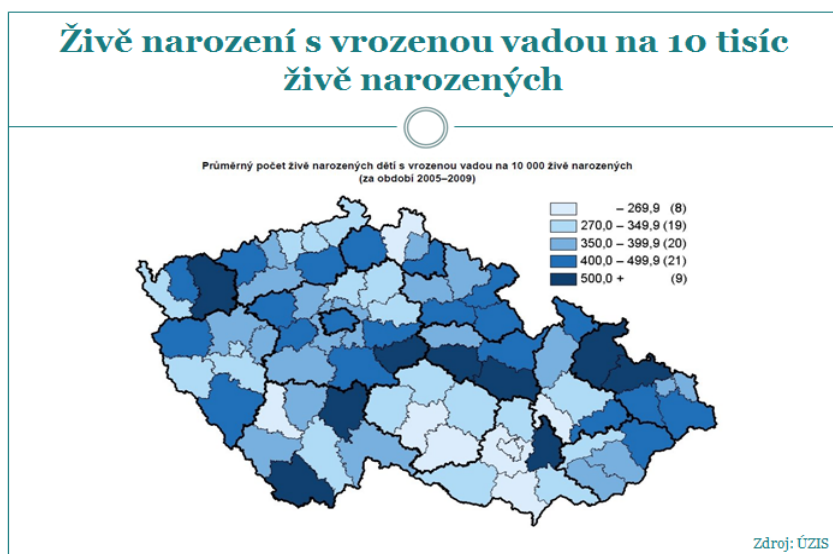 Živě narození s vrozenou vadou na 10 tisíc
živě narozených
Průměrný počet živě narozených dětí s vrozenou vadou na 10 000 živě narozených
(za období 2005–2009)
– 269,9 (8)
270,0 – 349,9 (19)
350,0 – 399,9 (20)
400,0 – 499,9 (21)
500,0 + (9)
Zdroj: ÚZIS